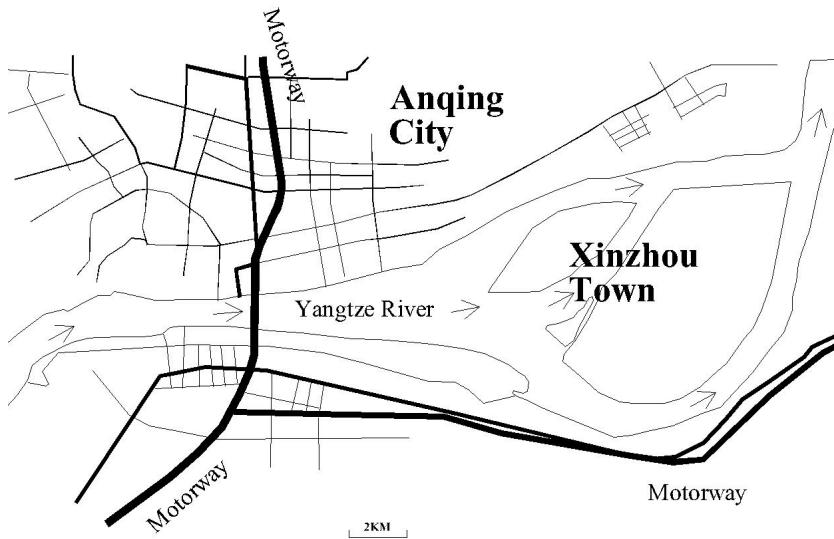 Motorway
Anqing
City
Xinzhou
Town
Yangtze River
Motorway
Motorway
2KM